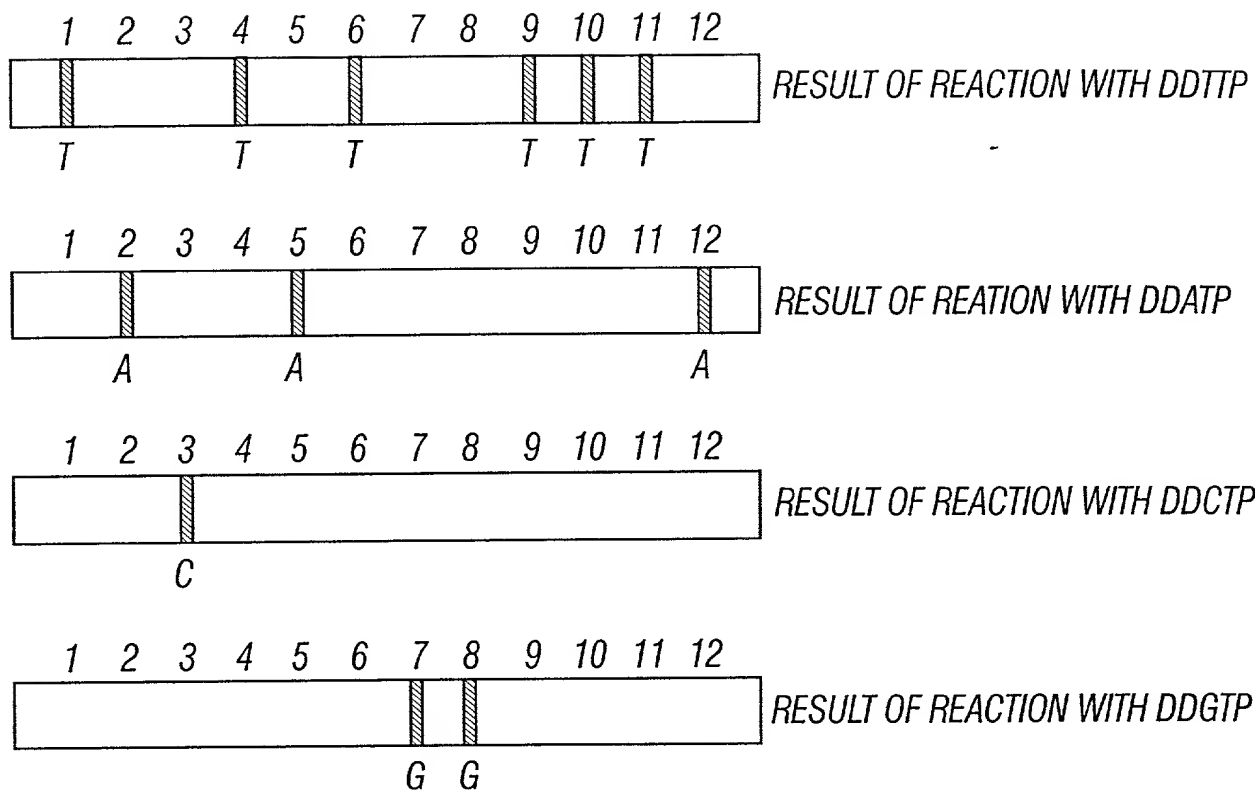 1 2 3 4 5 6 7 8 9 10 11 12
RESULT OF REACTION WITH DDTTP
T T T T T T
1 2 3 4 5 6 7 8 9 10 11 12
RESULT OF REATION WITH DDATP
A A A
1 2 3 4 5 6 7 8 9 10 11 12
RESULT OF REACTION WITH DDCTP
C
1 2 3 4 5 6 7 8 9 10 11 12
RESULT OF REACTION WITH DDGTP
G G